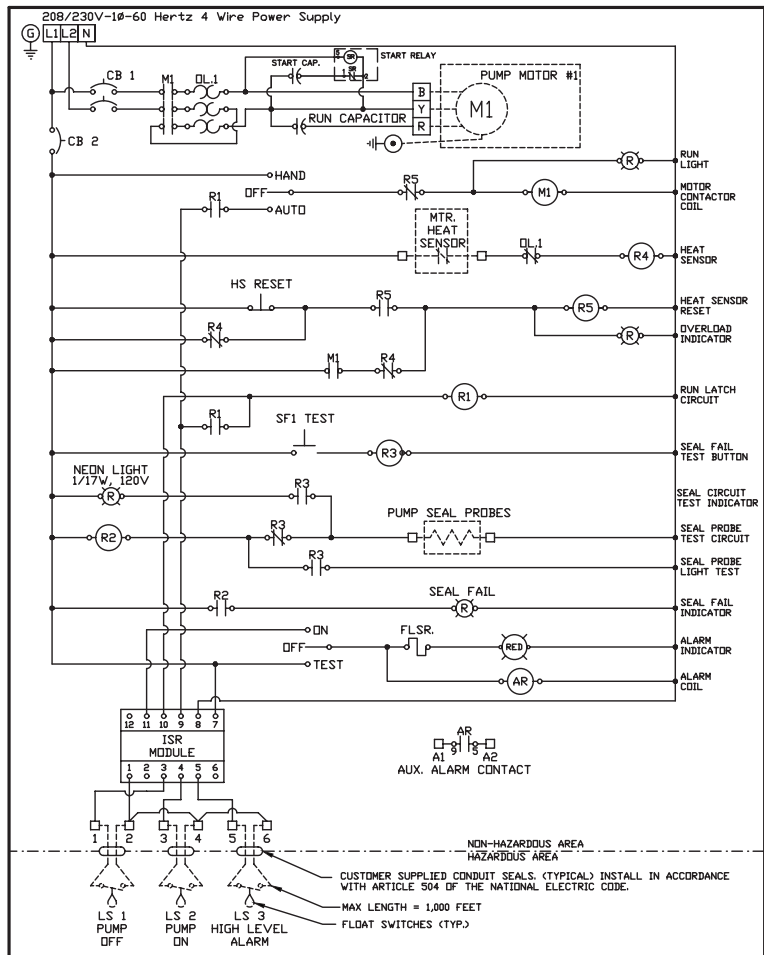 208/230V-1Ø-60 Hertz 4 Wire Power Supply
G L1 L2 N
CB 1
M1
OL.1
START CAP.
5
SR
START RELAY
SR
1 2
PUMP MOTOR #1
B
Y
R
M1
RUN CAPACITOR
CB 2
HAND
OFF
AUTO
R1
R5
R
RUN
LIGHT
M1
MOTOR
CONTACTOR
COIL
MTR.
HEAT
SENSOR
OL.1
R4
HEAT
SENSOR
HS RESET
R5
R5
HEAT SENSOR
RESET
R4
R
OVERLOAD
INDICATOR
M1
R4
R1
RUN LATCH
CIRCUIT
R1
SF1 TEST
R3
SEAL FAIL
TEST BUTTON
NEON LIGHT
1/17W, 120V
R
R3
SEAL CIRCUIT
TEST INDICATOR
PUMP SEAL PROBES
R2
R3
SEAL PROBE
TEST CIRCUIT
R3
SEAL PROBE
LIGHT TEST
R2
SEAL FAIL
R
SEAL FAIL
INDICATOR
ON
OFF
TEST
FLSR.
RED
ALARM
INDICATOR
AR
ALARM
COIL
12 11 10 9 8 7
ISR
MODULE
1 2 3 4 5 6
AR
A1 9 5 A2
AUX. ALARM CONTACT
1 2 3 4 5 6
NON-HAZARDOUS AREA
HAZARDOUS AREA
CUSTOMER SUPPLIED CONDUIT SEALS. (TYPICAL) INSTALL IN ACCORDANCE
WITH ARTICLE 504 OF THE NATIONAL ELECTRIC CODE.
MAX LENGTH = 1,000 FEET
FLOAT SWITCHES (TYP.)
LS 1
PUMP
OFF
LS 2
PUMP
ON
LS 3
HIGH LEVEL
ALARM